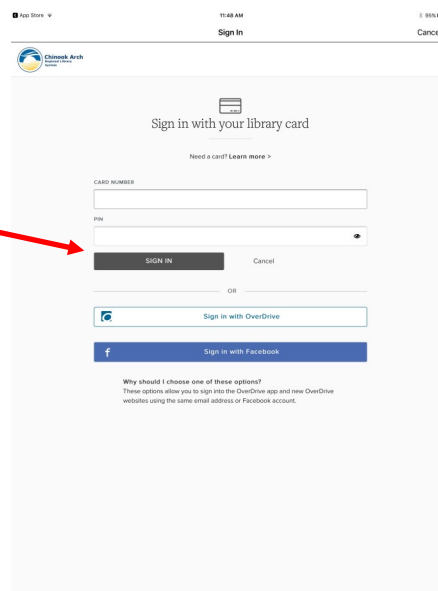 App Store
11:48 AM
95%
Sign In
Cance
Chinook Arch
Regional Library
System
Sign in with your library card
Need a card? Learn more >
CARD NUMBER
PIN
SIGN IN
Cancel
OR
Sign in with OverDrive
f
Sign in with Facebook
Why should I choose one of these options?
These options allow you to sign into the OverDrive app and new OverDrive
websites using the same email address or Facebook account.